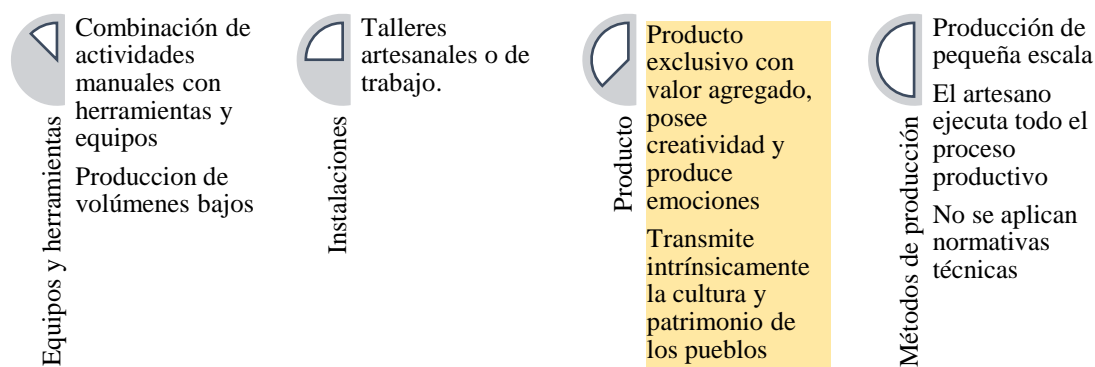 Equipos y herramientas
Combinación de
actividades
manuales con
herramientas y
equipos
Produccion de
volúmenes bajos
Instalaciones
Talleres
artesanales o de
trabajo.
Producto
Producto
exclusivo con
valor agregado,
posee
creatividad y
produce
emociones
Transmite
intrínsicamente
la cultura y
patrimonio de
los pueblos
Métodos de producción
Producción de
pequeña escala
El artesano
ejecuta todo el
proceso
productivo
No se aplican
normativas
técnicas